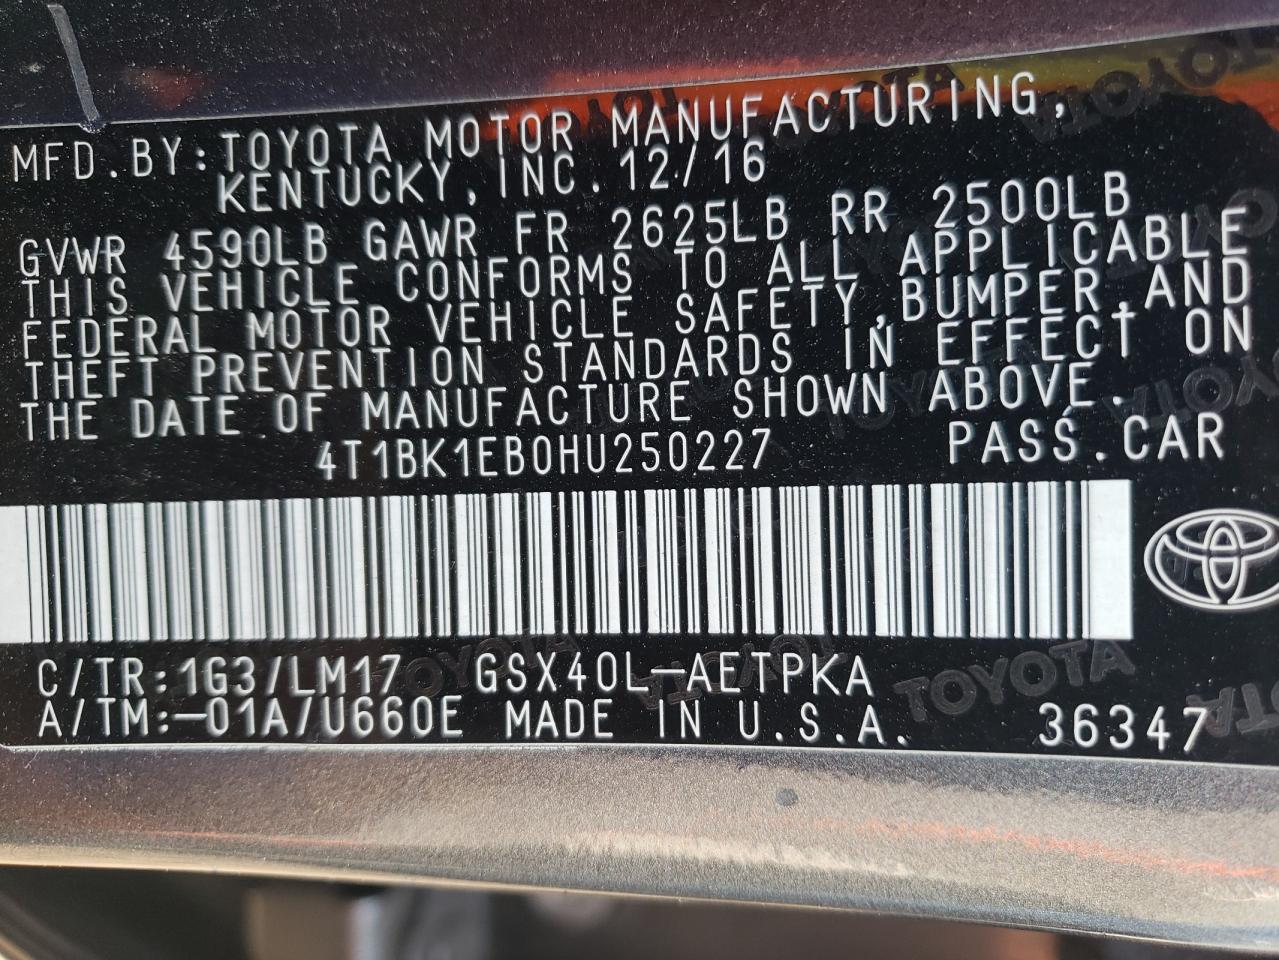 MFD.BY:TOYOTA MOTOR MANUFACTURING,
KENTUCKY,INC. 12/16
GVWR 4590LB GAWR FR 2625LB RR 2500LB
THIS VEHICLE CONFORMS TO ALL APPLICABLE
FEDERAL MOTOR VEHICLE SAFETY,BUMPER,AND
THEFT PREVENTION STANDARDS IN EFFECT ON
THE DATE OF MANUFACTURE SHOWN ABOVE.
4T1BK1EB0HU250227 PASS.CAR
C/TR:1G3/LM17 GSX40L-AETPKA
A/TM:-01A/U660E MADE IN U.S.A. 36347
TOYOTA